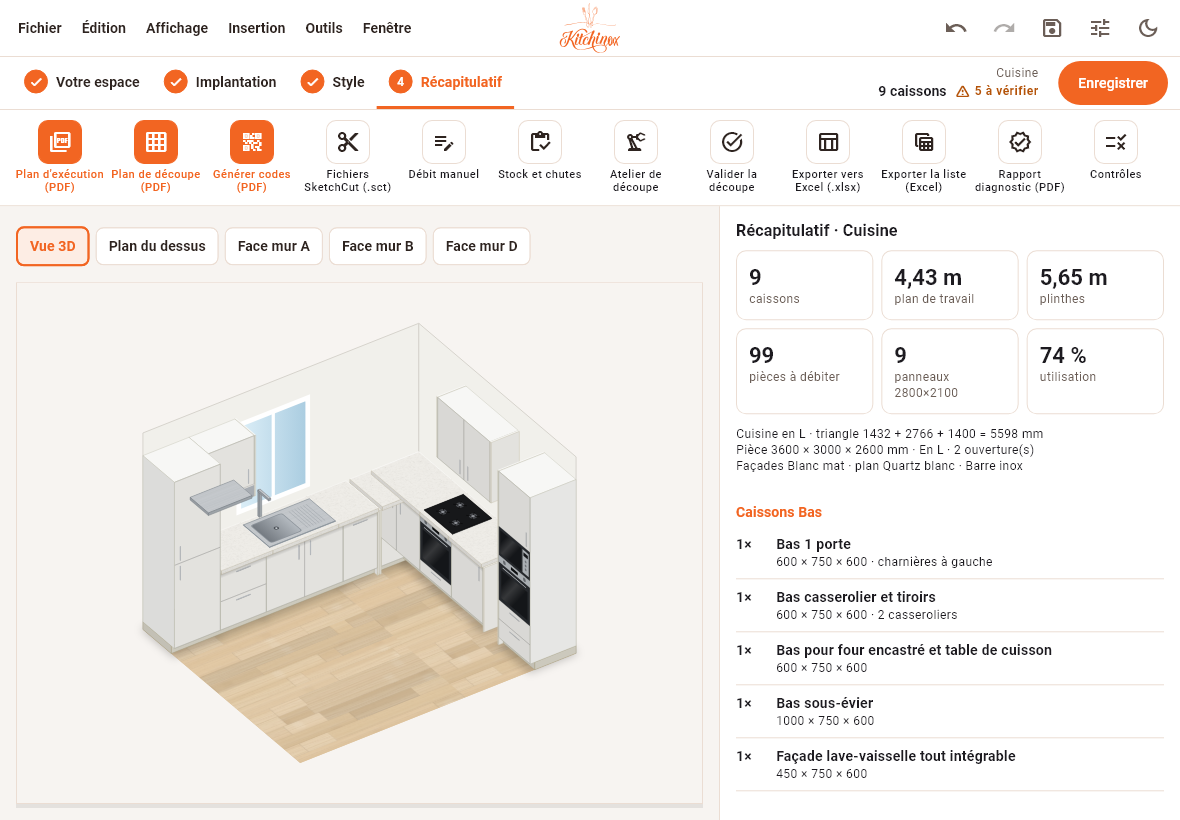 Fichier Édition Affichage Insertion Outils Fenêtre
Kitchinox
Votre espace Implantation Style 4 Récapitulatif
Cuisine
9 caissons 5 à vérifier
Enregistrer
PDF
Plan d'exécution (PDF)
Plan de découpe (PDF)
Générer codes (PDF)
Fichiers SketchCut (.sct)
Débit manuel
Stock et chutes
Atelier de découpe
Valider la découpe
Exporter vers Excel (.xlsx)
Exporter la liste (Excel)
Rapport diagnostic (PDF)
Contrôles
Vue 3D Plan du dessus Face mur A Face mur B Face mur D
Récapitulatif · Cuisine
9
caissons
4,43 m
plan de travail
5,65 m
plinthes
99
pièces à débiter
9
panneaux
2800×2100
74 %
utilisation
Cuisine en L · triangle 1432 + 2766 + 1400 = 5598 mm
Pièce 3600 × 3000 × 2600 mm · En L · 2 ouverture(s)
Façades Blanc mat · plan Quartz blanc · Barre inox
Caissons Bas
1× Bas 1 porte
600 × 750 × 600 · charnières à gauche
1× Bas casserolier et tiroirs
600 × 750 × 600 · 2 casseroliers
1× Bas pour four encastré et table de cuisson
600 × 750 × 600
1× Bas sous-évier
1000 × 750 × 600
1× Façade lave-vaisselle tout intégrable
450 × 750 × 600